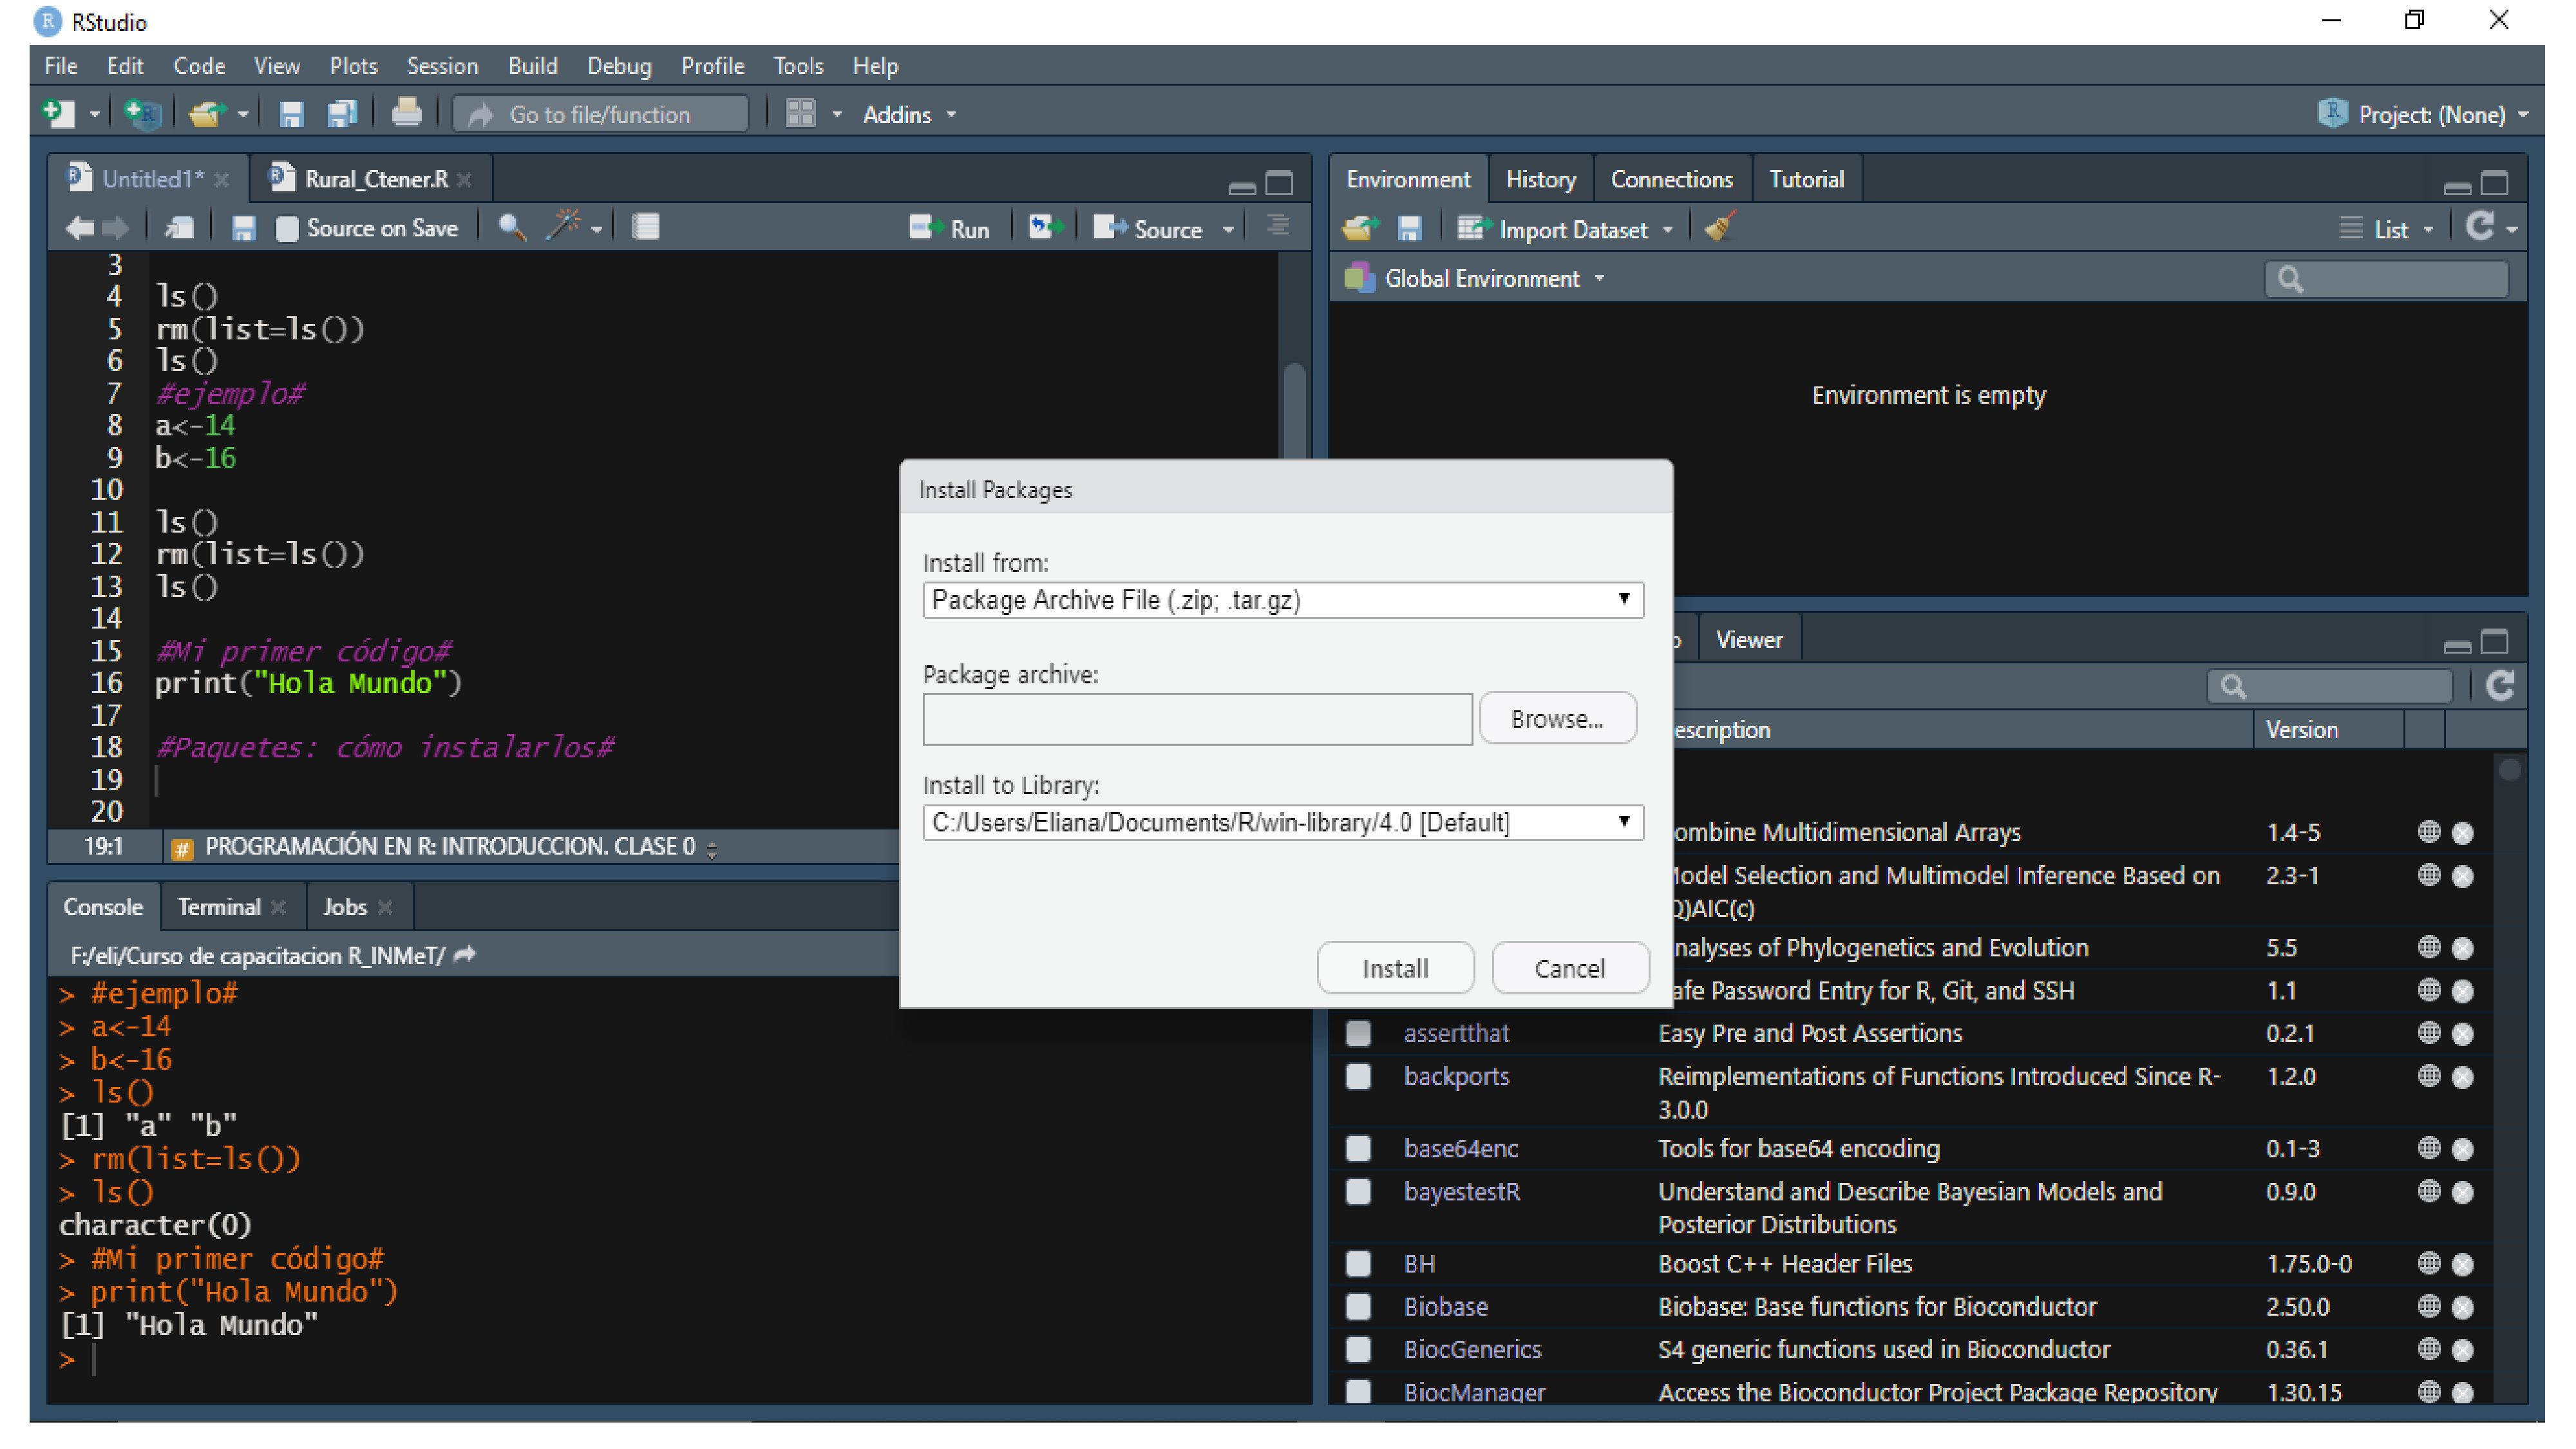 RStudio
File Edit Code View Plots Session Build Debug Profile Tools Help
Go to file/function Addins Project: (None)
Untitled1* Rural_Ctener.R
Source on Save Run Source
3
4 ls()
5 rm(list=ls())
6 ls()
7 #ejemplo#
8 a<-14
9 b<-16
10
11 ls()
12 rm(list=ls())
13 ls()
14
15 #Mi primer código#
16 print("Hola Mundo")
17
18 #Paquetes: cómo instalarlos#
19
20
19:1 # PROGRAMACIÓN EN R: INTRODUCCION. CLASE 0
Console Terminal Jobs
F:/eli/Curso de capacitacion R_INMeT/
> #ejemplo#
> a<-14
> b<-16
> ls()
[1] "a" "b"
> rm(list=ls())
> ls()
character(0)
> #Mi primer código#
> print("Hola Mundo")
[1] "Hola Mundo"
>
Environment History Connections Tutorial
Import Dataset List
Global Environment
Environment is empty
Install Packages
Install from:
Package Archive File (.zip; .tar.gz)
Package archive:
Browse...
Install to Library:
C:/Users/Eliana/Documents/R/win-library/4.0 [Default]
Install Cancel
Viewer
escription Version
ombine Multidimensional Arrays 1.4-5
Model Selection and Multimodel Inference Based on 2.3-1
Q)AIC(c)
nalyses of Phylogenetics and Evolution 5.5
afe Password Entry for R, Git, and SSH 1.1
assertthat Easy Pre and Post Assertions 0.2.1
backports Reimplementations of Functions Introduced Since R- 1.2.0
3.0.0
base64enc Tools for base64 encoding 0.1-3
bayestestR Understand and Describe Bayesian Models and 0.9.0
Posterior Distributions
BH Boost C++ Header Files 1.75.0-0
Biobase Biobase: Base functions for Bioconductor 2.50.0
BiocGenerics S4 generic functions used in Bioconductor 0.36.1
BiocManager Access the Bioconductor Project Package Repository 1.30.15